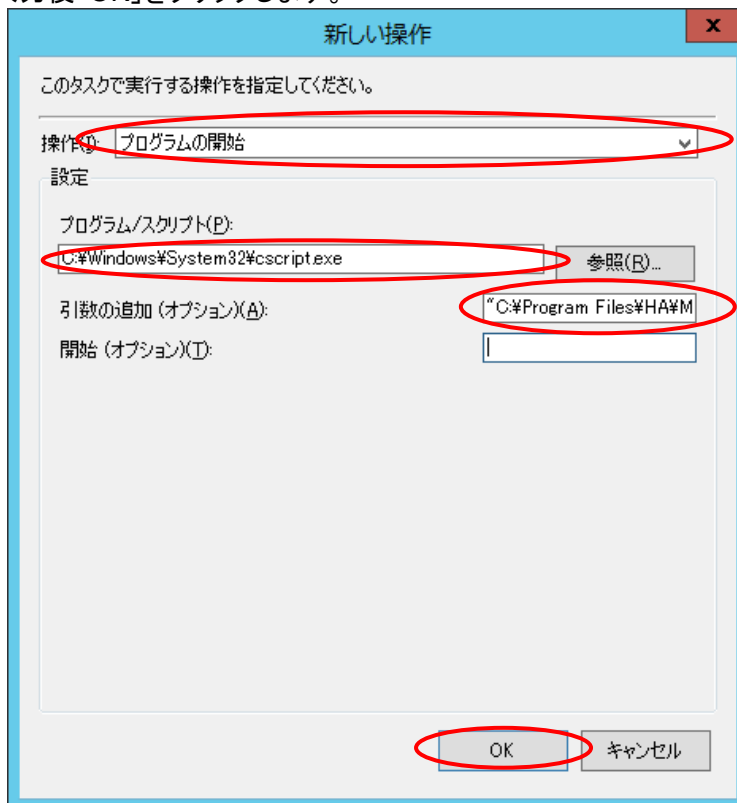 新しい操作
x
このタスクで実行する操作を指定してください。
操作(I): プログラムの開始
設定
プログラム/スクリプト(P):
C:¥Windows¥System32¥cscript.exe
参照(R)...
引数の追加 (オプション)(A):
"C:¥Program Files¥HA¥M
開始 (オプション)(T):
OK
キャンセル